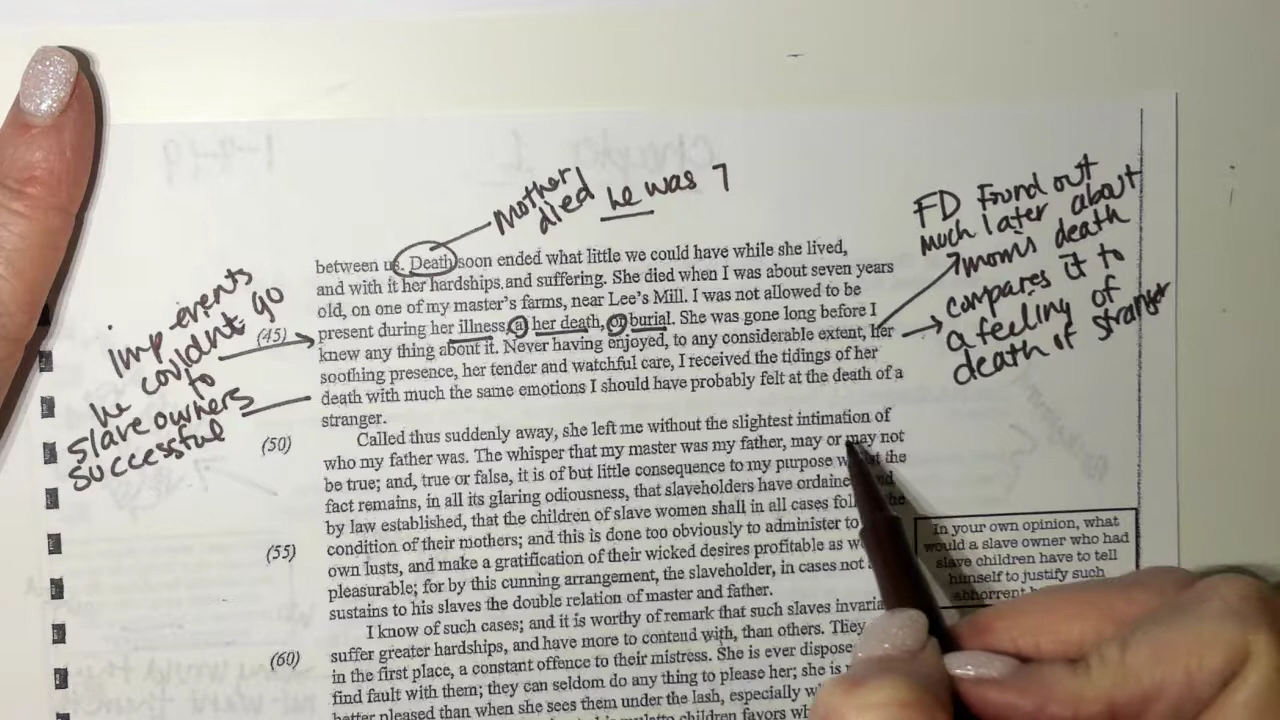 Mother
died he was 7
between us. Death soon ended what little we could have while she lived,
and with it her hardships and suffering. She died when I was about seven years
old, on one of my master's farms, near Lee's Mill. I was not allowed to be
(45) present during her illness, at her death, or burial. She was gone long before I
knew any thing about it. Never having enjoyed, to any considerable extent, her
soothing presence, her tender and watchful care, I received the tidings of her
death with much the same emotions I should have probably felt at the death of a
stranger.
(50) Called thus suddenly away, she left me without the slightest intimation of
who my father was. The whisper that my master was my father, may or may not
be true; and, true or false, it is of but little consequence to my purpose the
fact remains, in all its glaring odiousness, that slaveholders have
by law established, that the children of slave women shall in all cases
(55) condition of their mothers; and this is done too obviously to administer to
own lusts, and make a gratification of their wicked desires profitable as
pleasurable; for by this cunning arrangement, the slaveholder, in cases not
sustains to his slaves the double relation of master and father.
I know of such cases; and it is worthy of remark that such slaves
(60) suffer greater hardships, and have more to contend with, than others. They
in the first place, a constant offence to their mistress. She is ever
find fault with them; they can seldom do any thing to please her; she is
better pleased than when she sees them under the lash, especially
children favors
imp events
he couldnt go
to
slave owners
successful
FD found out
much later about
moms death
compares it to
a feeling of
death of stranger
In your own opinion, what
would a slave owner who had
slave children have to tell
himself to justify such
abhorrent
Chapter 1
1-9-19